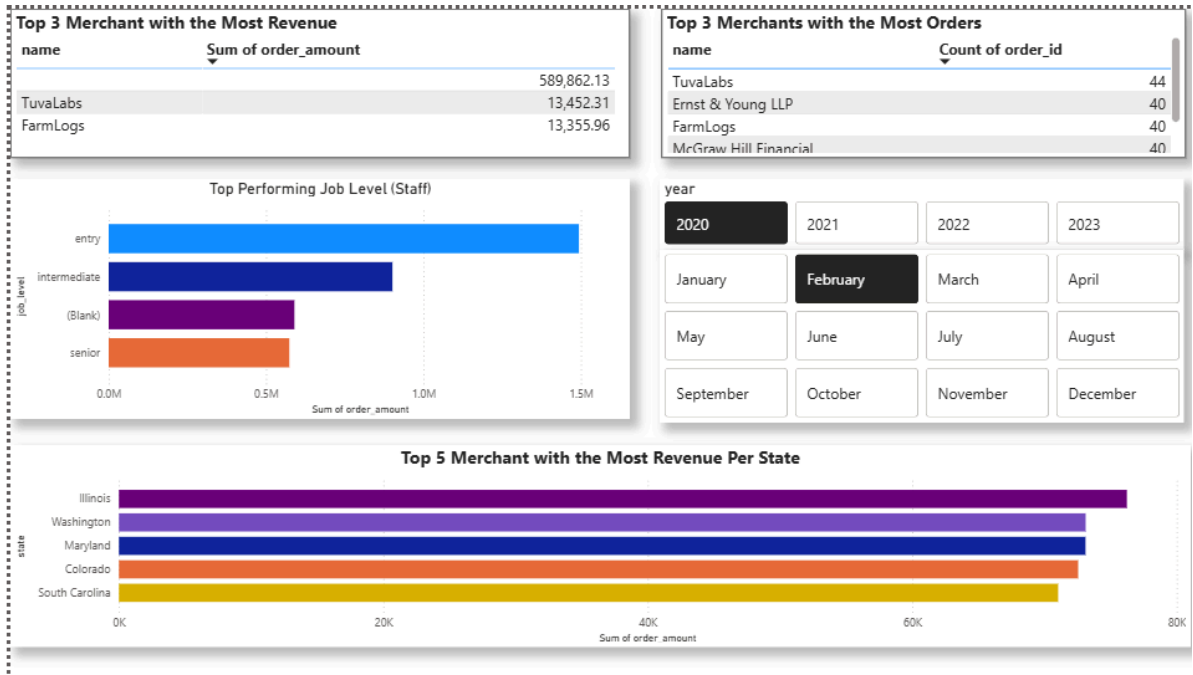 Top 3 Merchant with the Most Revenue
name Sum of order_amount
589,862.13
TuvaLabs 13,452.31
FarmLogs 13,355.96
Top 3 Merchants with the Most Orders
name Count of order_id
TuvaLabs 44
Ernst & Young LLP 40
FarmLogs 40
McGraw Hill Financial 40
Top Performing Job Level (Staff)
job_level
entry
intermediate
(Blank)
senior
0.0M 0.5M 1.0M 1.5M
Sum of order_amount
year
2020 2021 2022 2023
January February March April
May June July August
September October November December
Top 5 Merchant with the Most Revenue Per State
state
Illinois
Washington
Maryland
Colorado
South Carolina
0K 20K 40K 60K 80K
Sum of order_amount